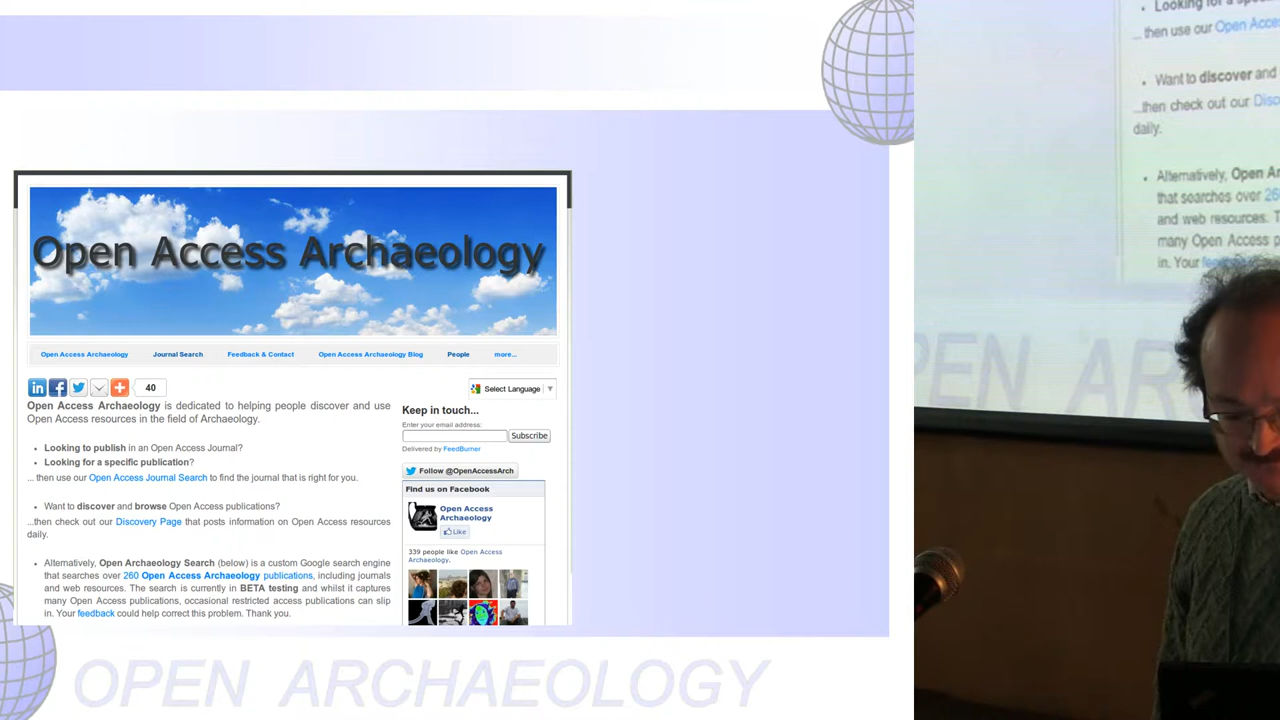 Open Access Archaeology
Open Access Archaeology
Journal Search
Feedback & Contact
Open Access Archaeology Blog
People
more...
40
Select Language
Open Access Archaeology is dedicated to helping people discover and use
Open Access resources in the field of Archaeology.
Looking to publish in an Open Access Journal?
Looking for a specific publication?
... then use our Open Access Journal Search to find the journal that is right for you.
Want to discover and browse Open Access publications?
...then check out our Discovery Page that posts information on Open Access resources
daily.
Alternatively, Open Archaeology Search (below) is a custom Google search engine
that searches over 260 Open Access Archaeology publications, including journals
and web resources. The search is currently in BETA testing and whilst it captures
many Open Access publications, occasional restricted access publications can slip
in. Your feedback could help correct this problem. Thank you.
Keep in touch...
Enter your email address:
Subscribe
Delivered by FeedBurner
Follow @OpenAccessArch
Find us on Facebook
Open Access
Archaeology
Like
339 people like Open Access
Archaeology.
OPEN ARCHAEOLOGY
Looking for a
... then use our Open
Want to discover and
...then check out our
daily.
Alternatively, Open
that searches over
and web resources.
many Open Access
in. Your